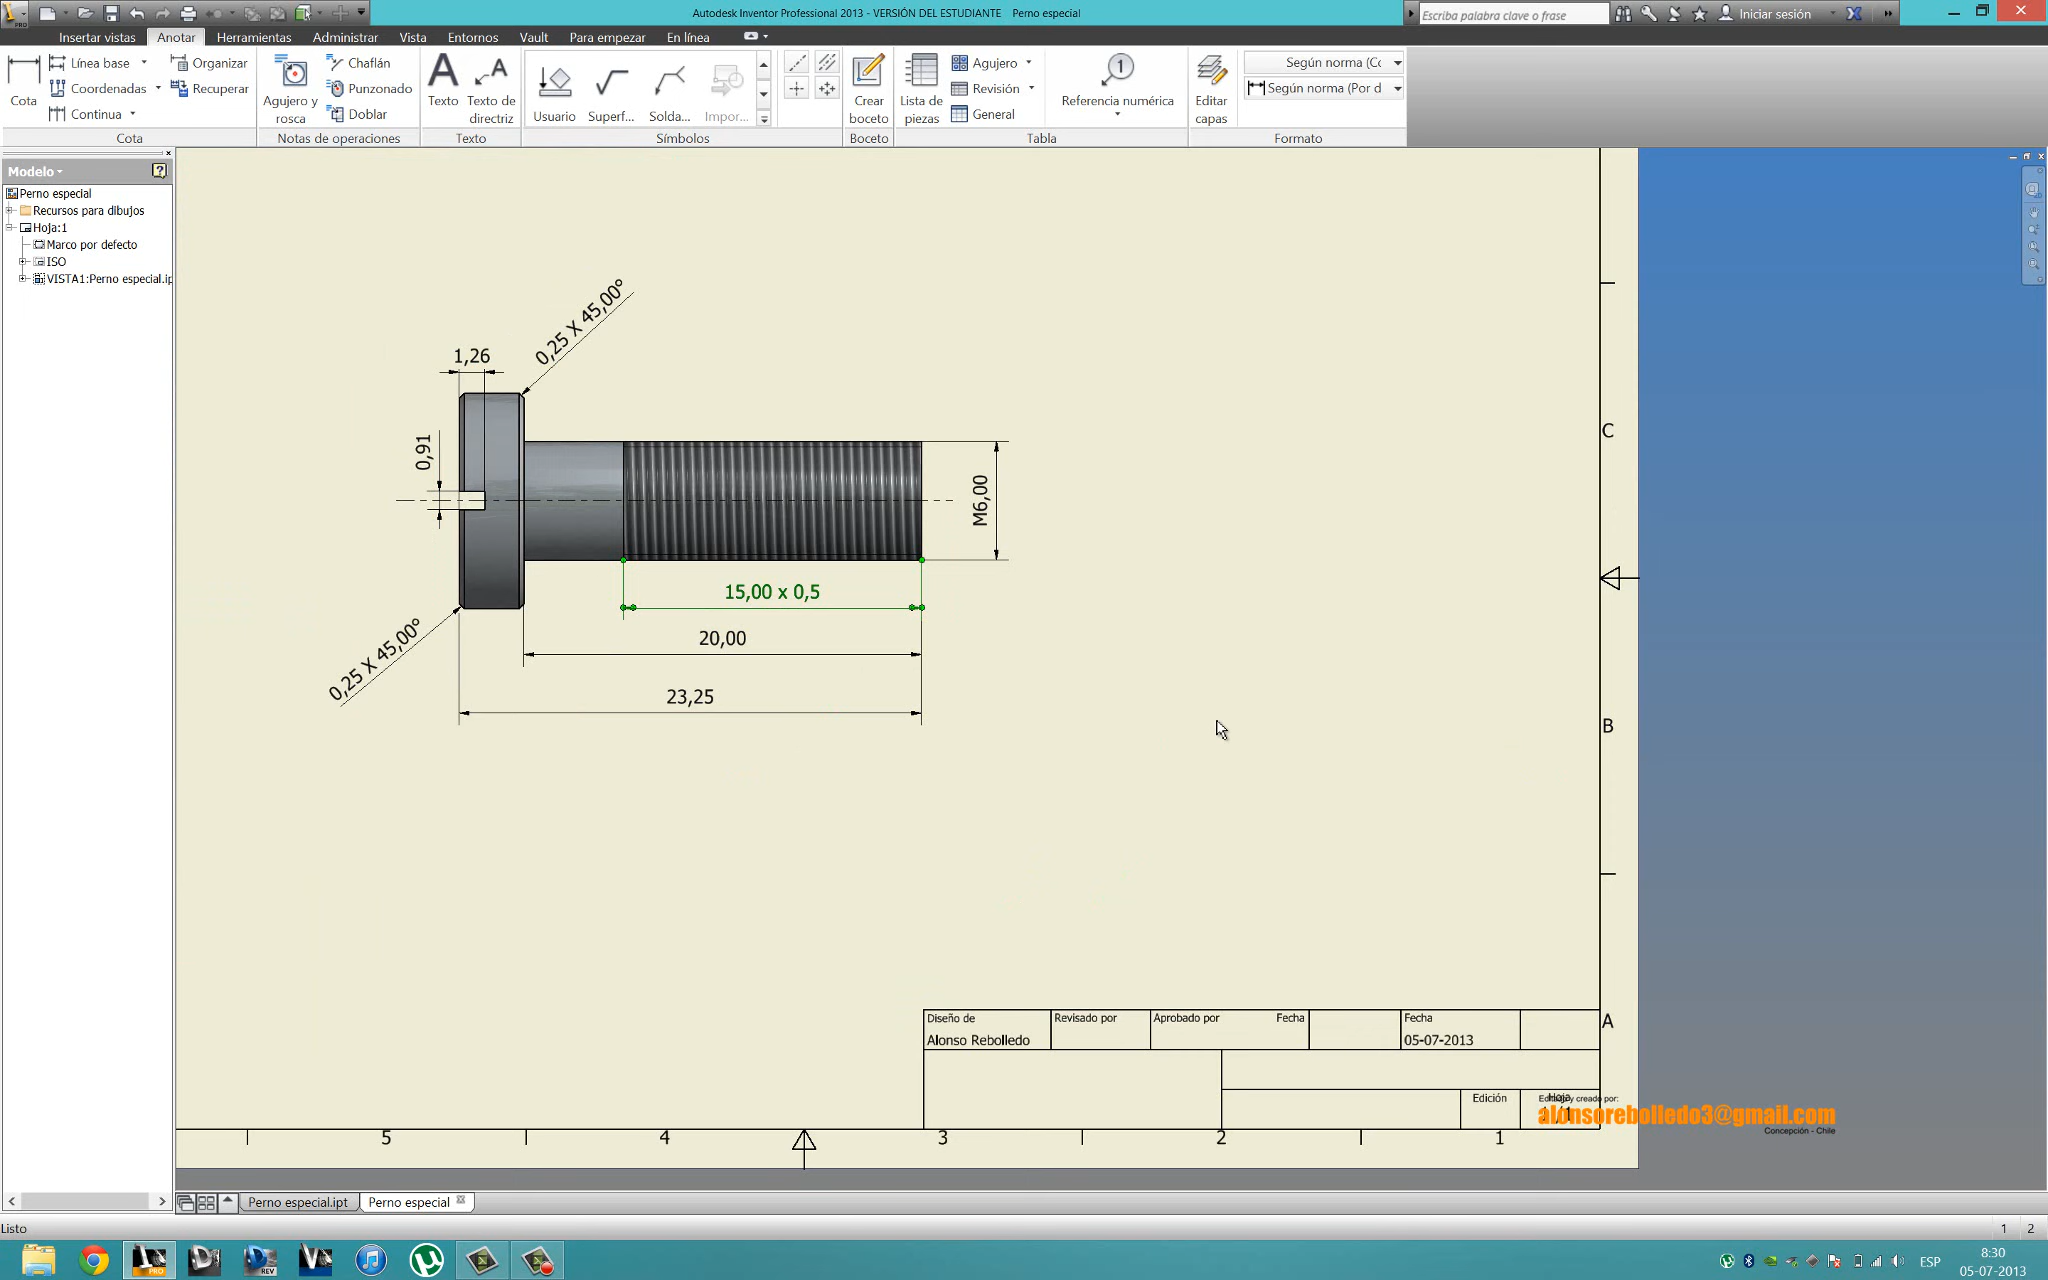 PRO
Autodesk Inventor Professional 2013 - VERSIÓN DEL ESTUDIANTE Perno especial
Escriba palabra clave o frase
Iniciar sesión
Insertar vistas Anotar Herramientas Administrar Vista Entornos Vault Para empezar En línea
Cota
Línea base
Coordenadas
Continua
Organizar
Recuperar
Cota
Agujero y rosca
Chaflán
Punzonado
Doblar
Notas de operaciones
Texto
Texto de directriz
Texto
Usuario
Superf...
Solda...
Impor...
Símbolos
Crear boceto
Boceto
Lista de piezas
Agujero
Revisión
General
Referencia numérica
Tabla
Editar capas
Según norma (Cc
Según norma (Por d
Formato
Modelo
Perno especial
Recursos para dibujos
Hoja:1
Marco por defecto
ISO
VISTA1:Perno especial.ip
0,25 X 45,00°
1,26
0,91
M6,00
15,00 x 0,5
20,00
23,25
0,25 X 45,00°
C
B
A
Diseño de
Alonso Rebolledo
Revisado por
Aprobado por
Fecha
Fecha
05-07-2013
Edición
alonsorebolledo3@gmail.com
Concepción - Chile
5 4 3 2 1
Perno especial.ipt
Perno especial
Listo
1 2
PRO
REV
ESP
8:30
05-07-2013